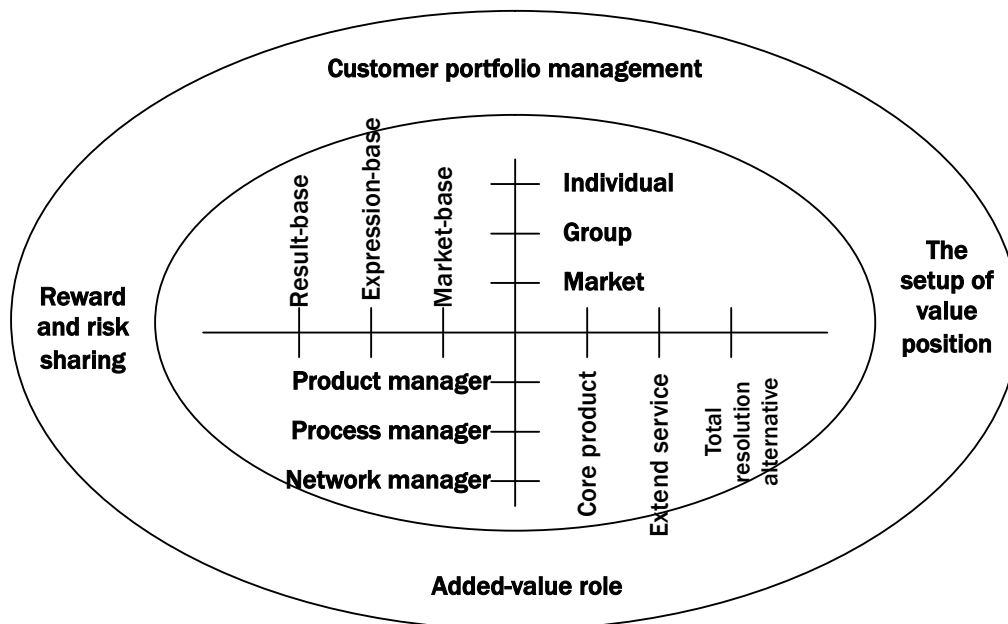 Customer portfolio management
Result-base
Expression-base
Market-base
Individual
Group
Market
Reward
and risk
sharing
The
setup of
value
position
Product manager
Process manager
Network manager
Core product
Extend service
Total
resolution
alternative
Added-value role